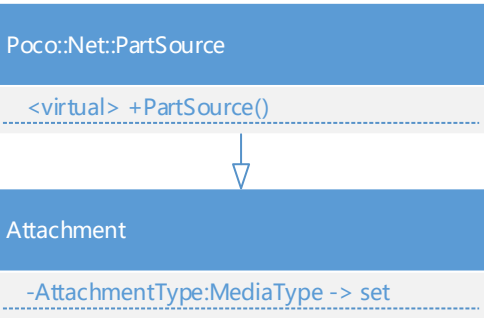 Poco::Net::PartSource
<virtual> +PartSource()
Attachment
-AttachmentType:MediaType -> set